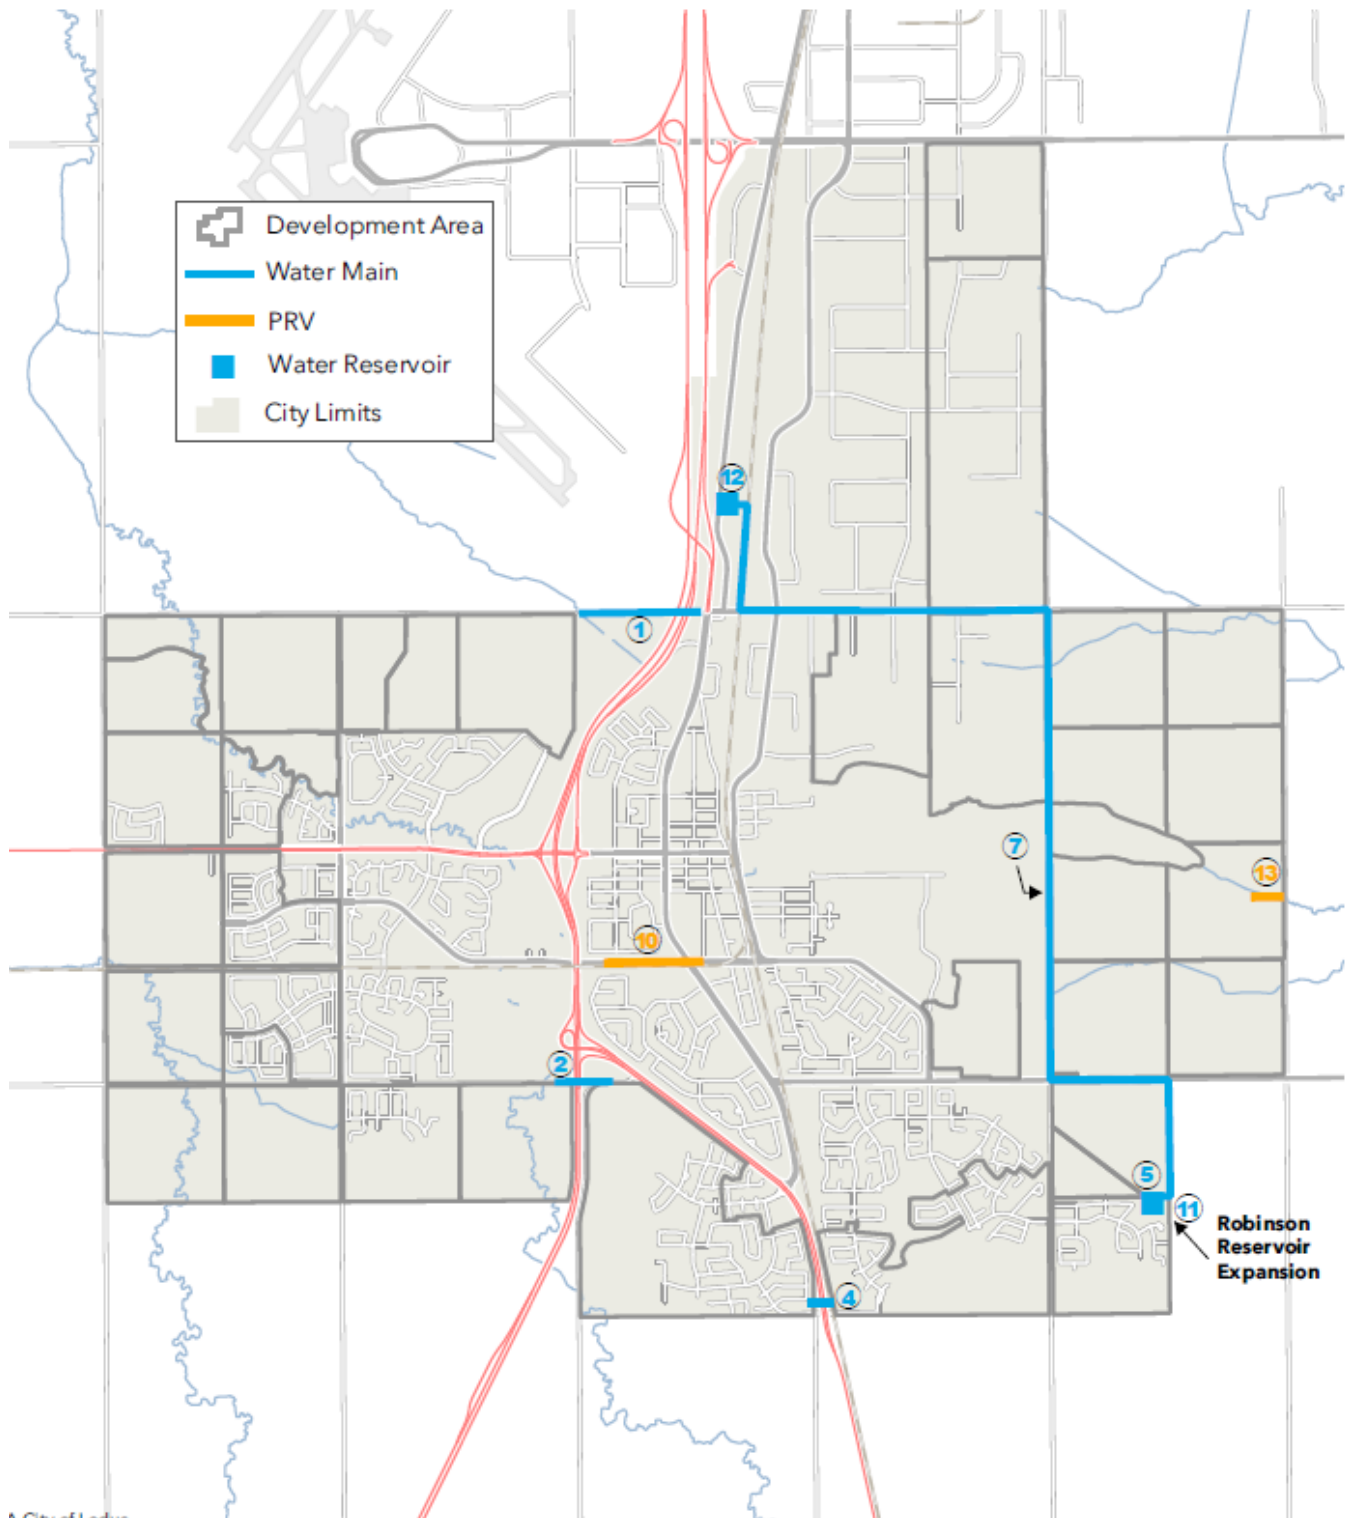 Development Area
Water Main
PRV
Water Reservoir
City Limits
12
1
7
13
10
2
5
11
Robinson
Reservoir
Expansion
4